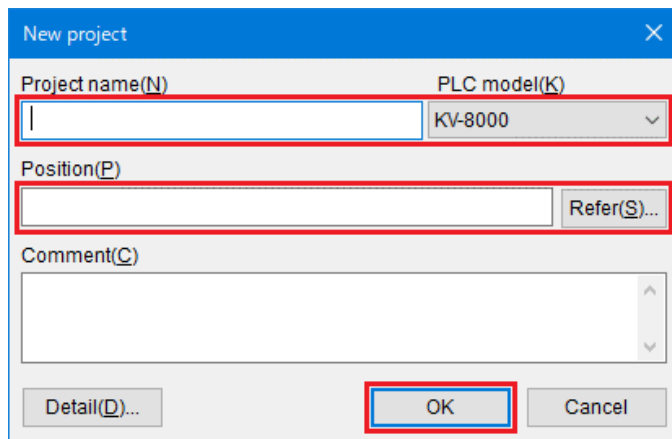 New project
Project name(N)
PLC model(K)
KV-8000
Position(P)
Refer(S)...
Comment(C)
Detail(D)...
OK
Cancel